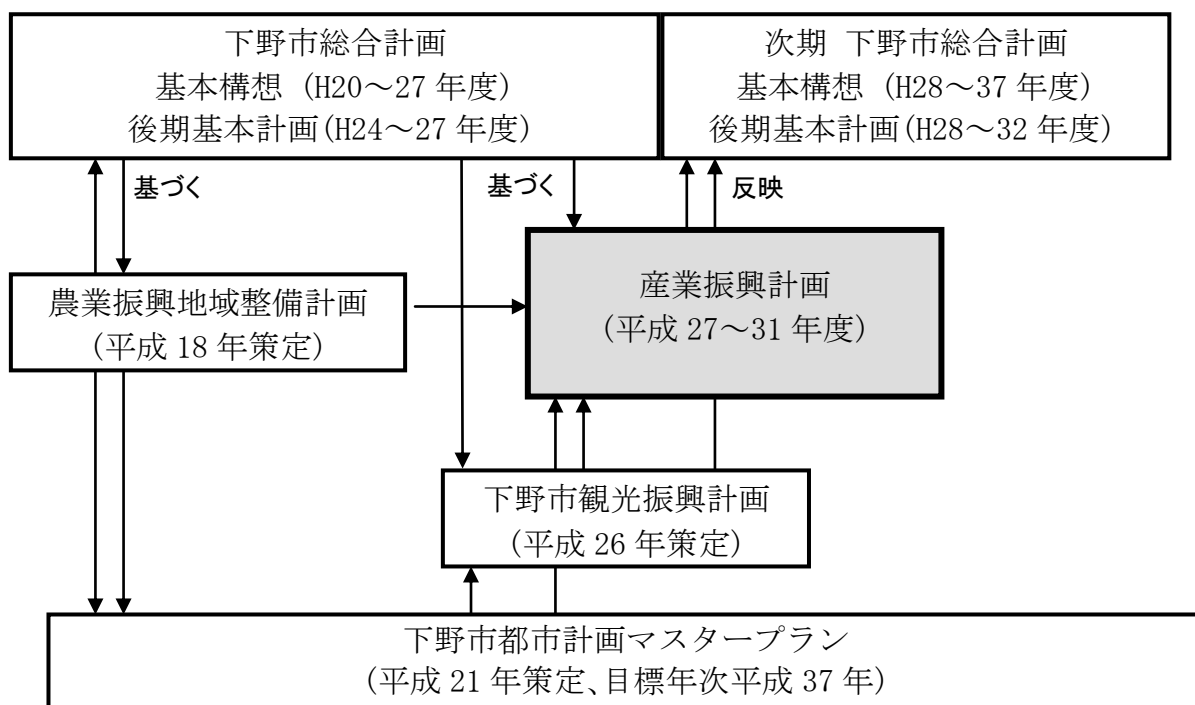 下野市総合計画
基本構想 (H20～27 年度)
後期基本計画(H24～27 年度)
次期 下野市総合計画
基本構想 (H28～37 年度)
後期基本計画(H28～32 年度)
基づく
基づく
反映
農業振興地域整備計画
(平成 18 年策定)
産業振興計画
(平成 27～31 年度)
下野市観光振興計画
(平成 26 年策定)
下野市都市計画マスタープラン
(平成 21 年策定、目標年次平成 37 年)